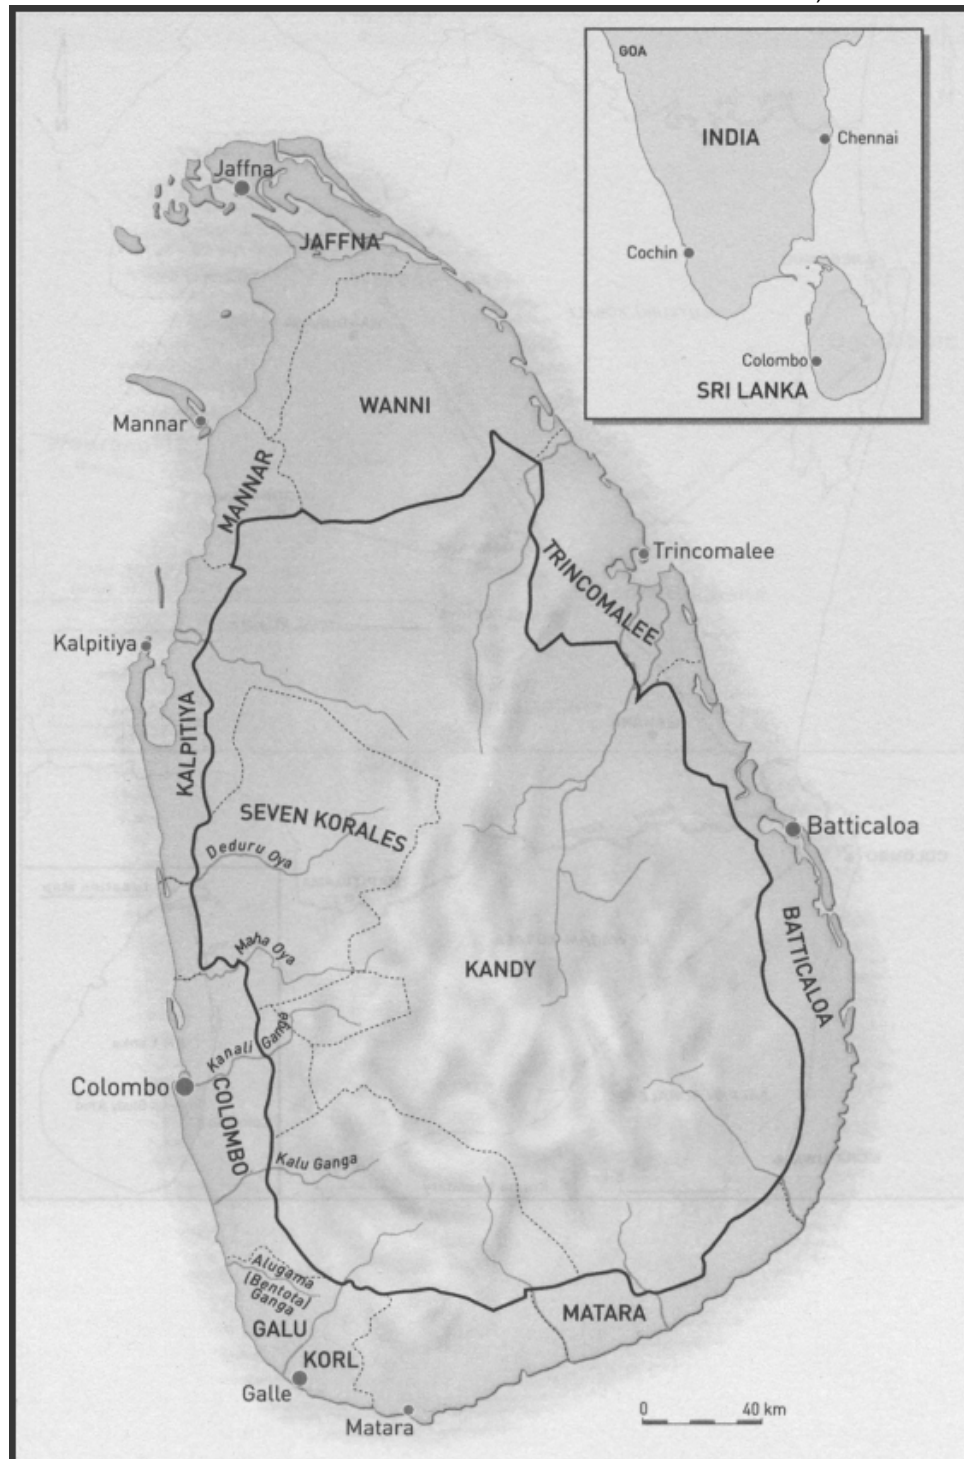 GOA
INDIA
Chennai
Cochin
Colombo
SRI LANKA
Jaffna
JAFFNA
WANNI
Mannar
MANNAR
Trincomalee
TRINCOMALEE
Kalpitiya
KALPITIYA
SEVEN KORALES
Deduru Oya
Batticaloa
BATTICALOA
Maha Oya
KANDY
Kanali Ganga
Colombo
COLOMBO
Kalu Ganga
Alugama
(Bentota)
Ganga
GALU
KORL
MATARA
Galle
Matara
0 40 km